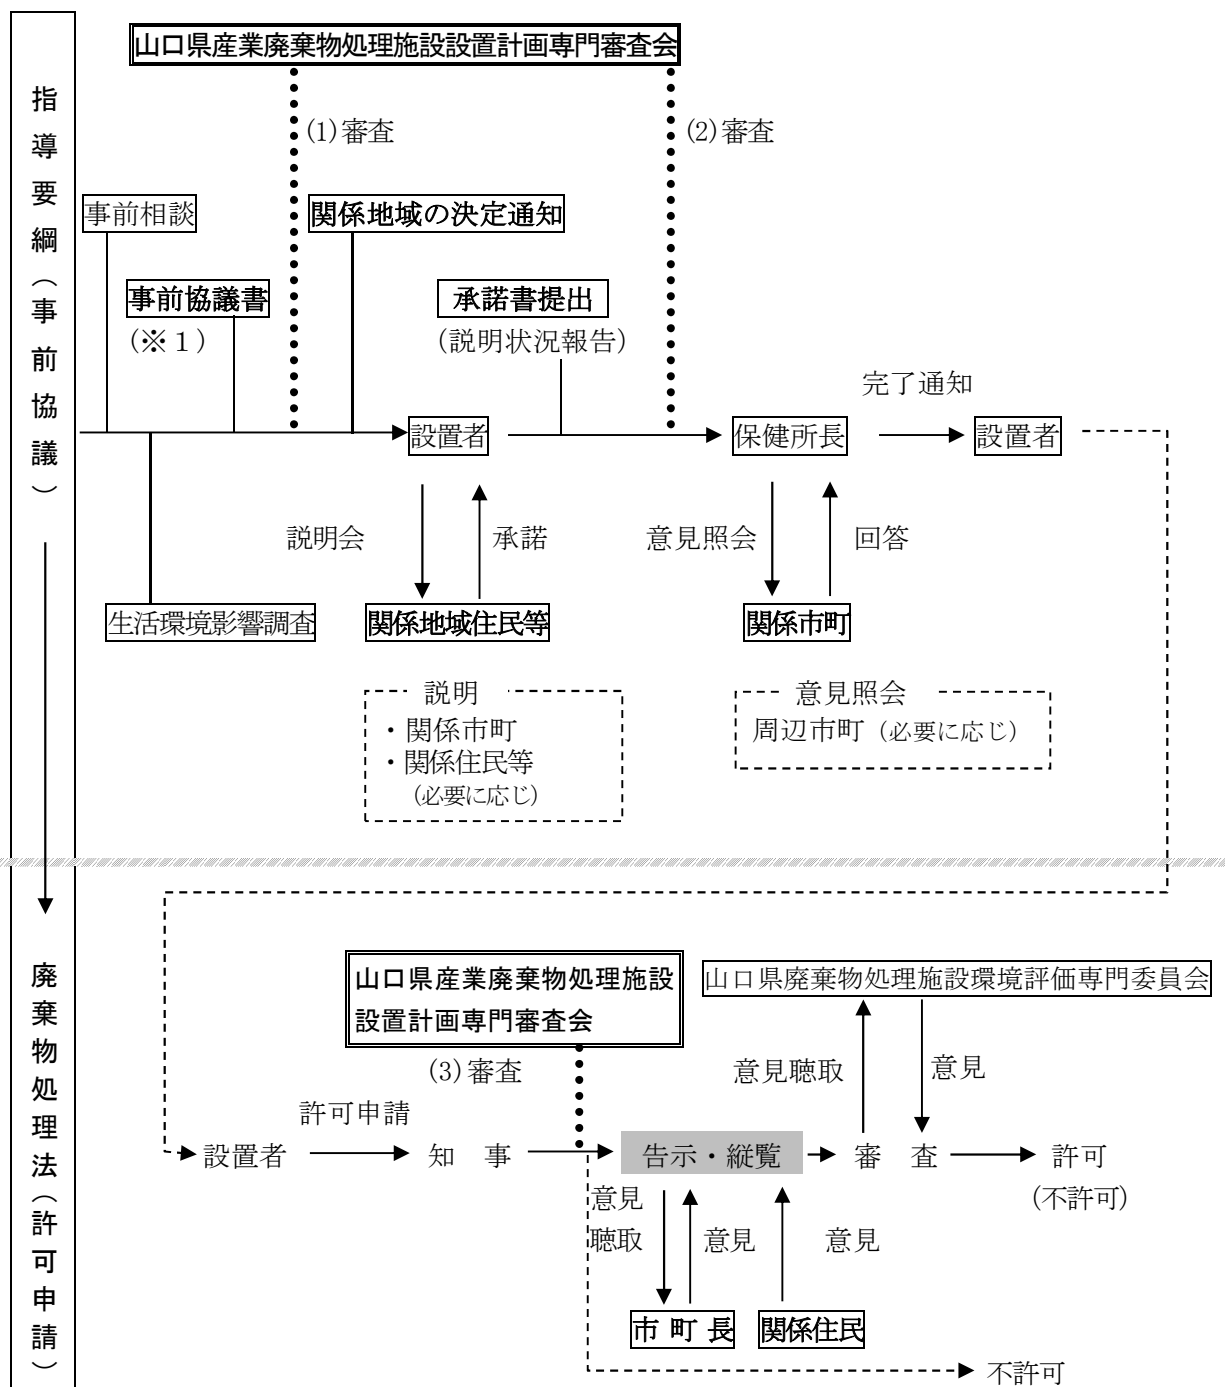 指導要綱（事前協議）
山口県産業廃棄物処理施設設置計画専門審査会
(1)審査
(2)審査
事前相談
関係地域の決定通知
事前協議書
(※１)
承諾書提出
(説明状況報告)
完了通知
設置者
保健所長
設置者
説明会
承諾
意見照会
回答
生活環境影響調査
関係地域住民等
関係市町
説明
・関係市町
・関係住民等
(必要に応じ)
意見照会
周辺市町（必要に応じ）
廃棄物処理法（許可申請）
山口県産業廃棄物処理施設
設置計画専門審査会
山口県廃棄物処理施設環境評価専門委員会
(3)審査
意見聴取
意見
許可申請
設置者
知　事
告示・縦覧
審　査
許可
(不許可)
意見
聴取
意見
意見
市 町 長
関係住民
不許可